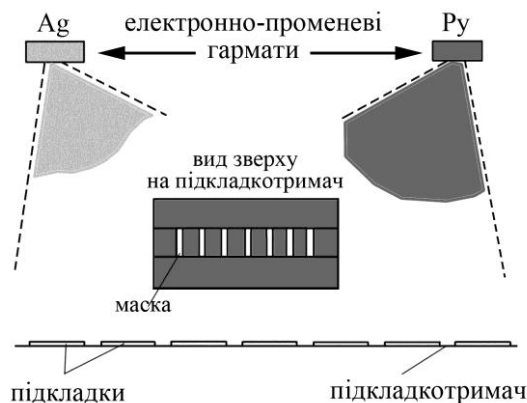 Ag
електронно-променеві
гармати
Py
вид зверху
на підкладкотримач
маска
підкладки
підкладкотримач